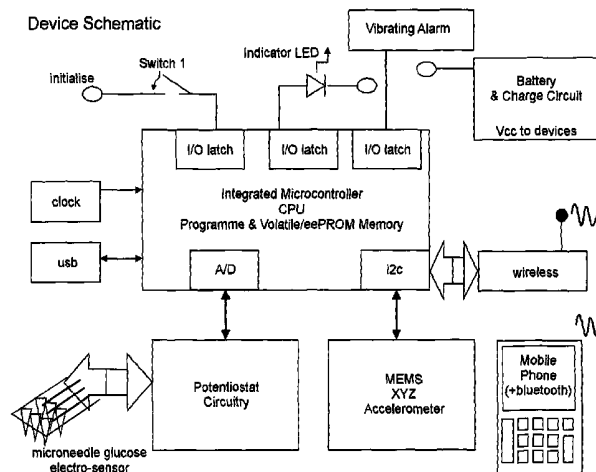 Device Schematic
Vibrating Alarm
Indicator LED
Switch 1
initialise
Battery
& Charge Circuit
Vcc to devices
I/O latch
I/O latch
I/O latch
Integrated Microcontroller
CPU
Programme & Volatile/eePROM Memory
clock
usb
A/D
i2c
wireless
Potentiostat
Circuitry
MEMS
XYZ
Accelerometer
Mobile
Phone
(+bluetooth)
microneedle glucose
electro-sensor